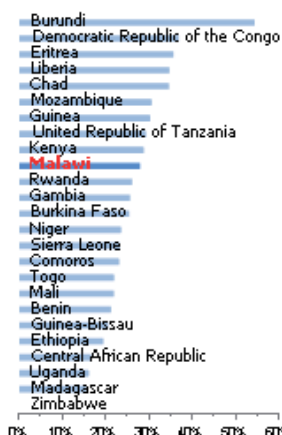 Burundi
Democratic Republic of the Congo
Eritrea
Liberia
Chad
Mozambique
Guinea
United Republic of Tanzania
Kenya
Malawi
Rwanda
Gambia
Burkina Faso
Niger
Sierra Leone
Comoros
Togo
Mali
Benin
Guinea-Bissau
Ethiopia
Central African Republic
Uganda
Madagascar
Zimbabwe
0% 10% 20% 30% 40% 50% 60%